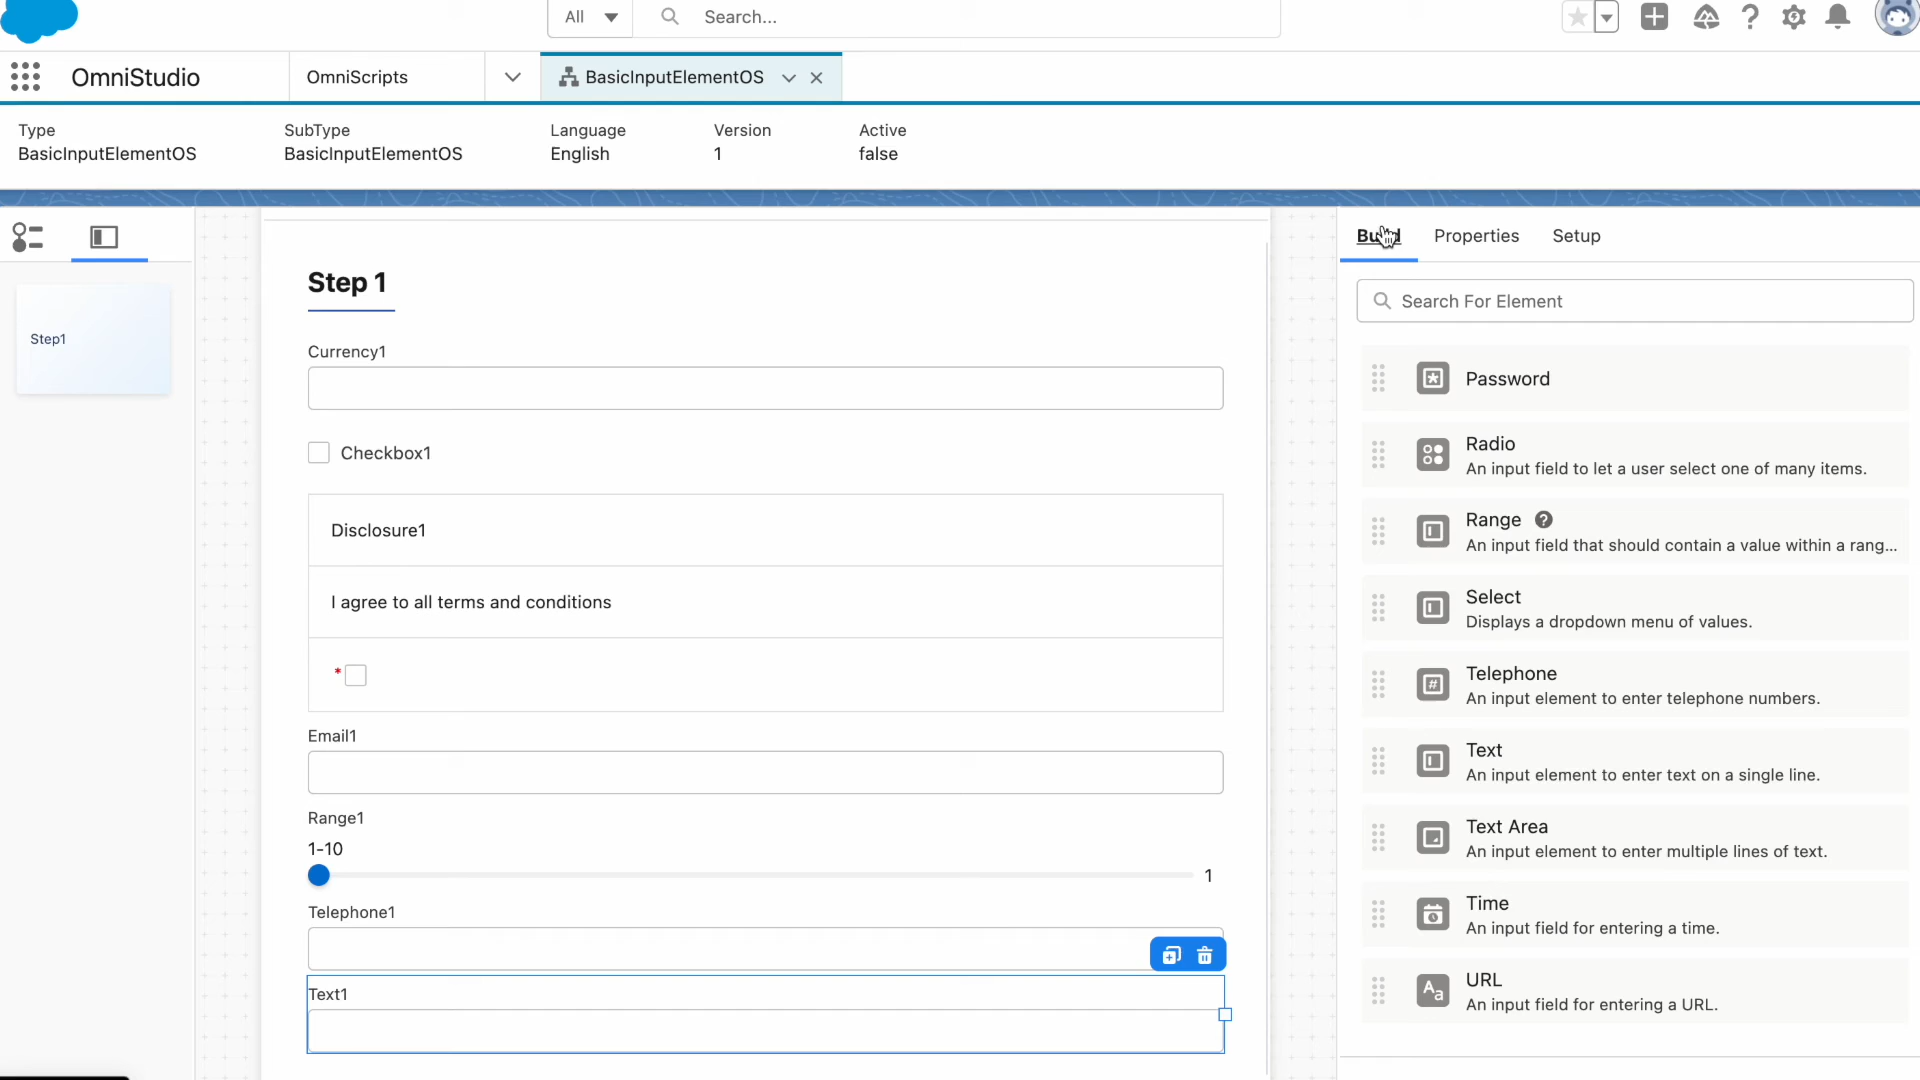 All
Search...
OmniStudio
OmniScripts
BasicInputElementOS
Type
BasicInputElementOS
SubType
BasicInputElementOS
Language
English
Version
1
Active
false
Build
Properties
Setup
Step1
Step 1
Currency1
Checkbox1
Disclosure1
I agree to all terms and conditions
*
Email1
Range1
1-10
1
Telephone1
Text1
Search For Element
Password
Radio
An input field to let a user select one of many items.
Range
An input field that should contain a value within a rang...
Select
Displays a dropdown menu of values.
Telephone
An input element to enter telephone numbers.
Text
An input element to enter text on a single line.
Text Area
An input element to enter multiple lines of text.
Time
An input field for entering a time.
Aa
URL
An input field for entering a URL.